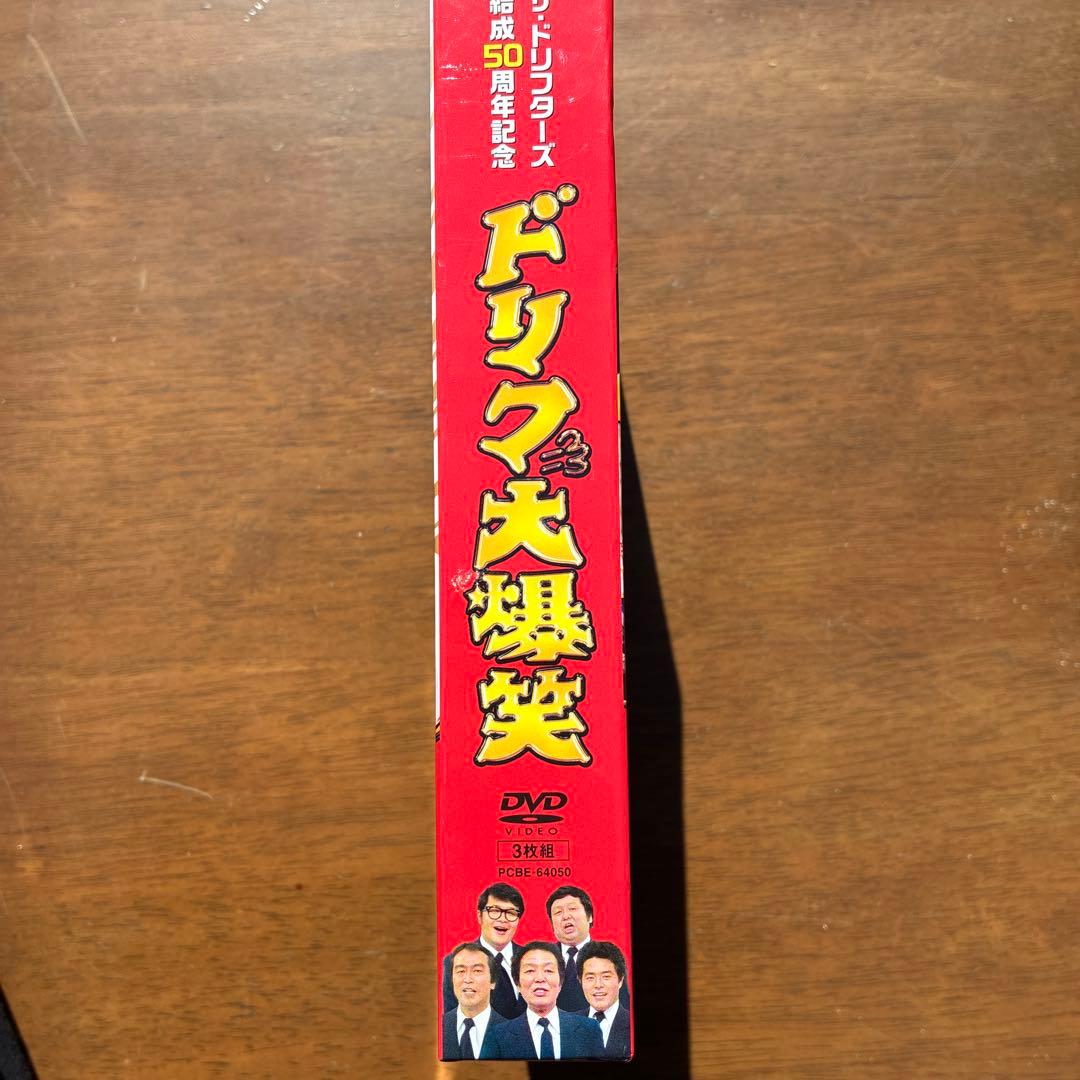 リ・ドリフターズ
結成50周年記念
ドリフ大爆笑
DVD
VIDEO
3枚組
PCBE-64050